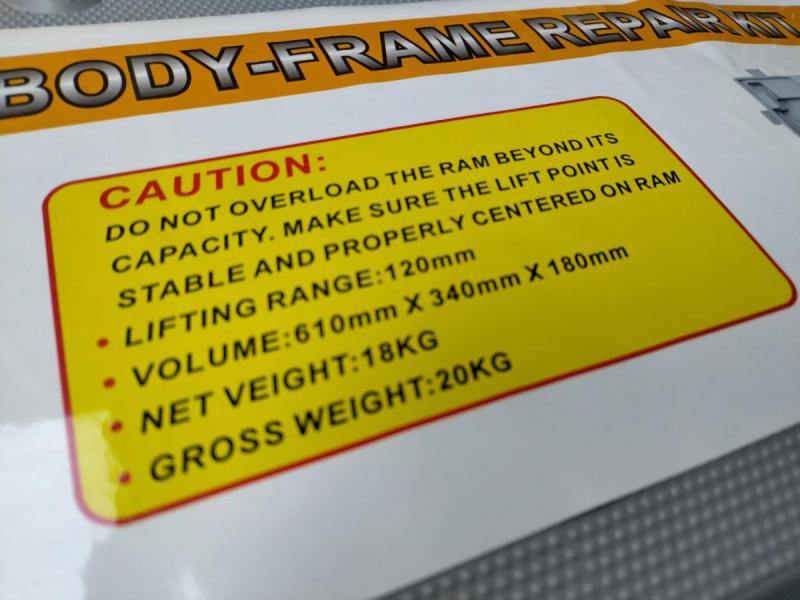 BODY-FRAME REPAIR KIT
CAUTION:
DO NOT OVERLOAD THE RAM BEYOND ITS
CAPACITY. MAKE SURE THE LIFT POINT IS
STABLE AND PROPERLY CENTERED ON RAM
• LIFTING RANGE:120mm
• VOLUME:610mm X 340mm X 180mm
• NET VEIGHT:18KG
• GROSS WEIGHT:20KG